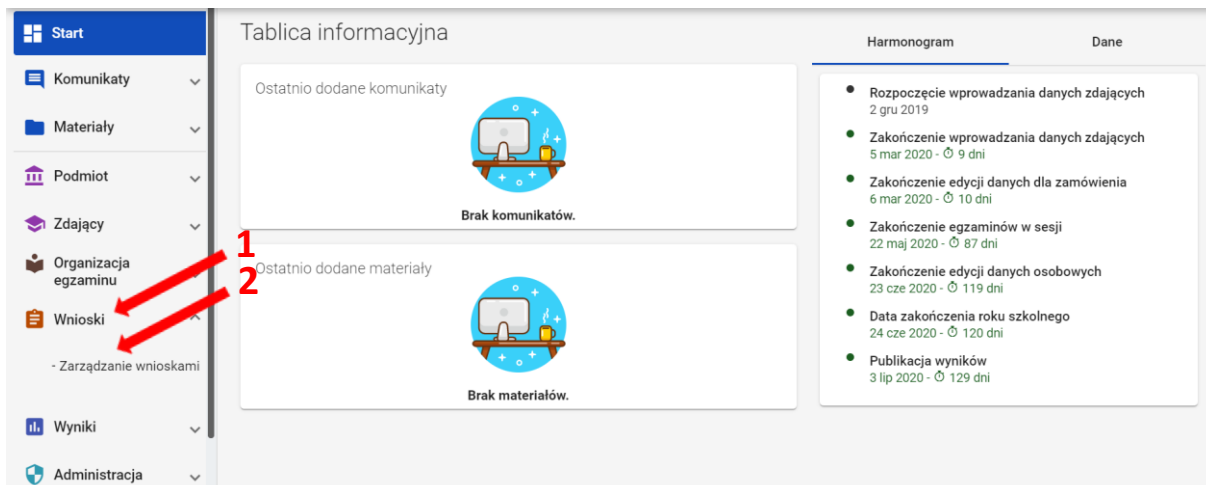 Start
Komunikaty
Materiały
Podmiot
Zdający
Organizacja
egzaminu
Wnioski
- Zarządzanie wnioskami
Wyniki
Administracja
1
2
Tablica informacyjna
Ostatnio dodane komunikaty
Brak komunikatów.
Ostatnio dodane materiały
Brak materiałów.
Harmonogram
Dane
Rozpoczęcie wprowadzania danych zdających
2 gru 2019
Zakończenie wprowadzania danych zdających
5 mar 2020 - 9 dni
Zakończenie edycji danych dla zamówienia
6 mar 2020 - 10 dni
Zakończenie egzaminów w sesji
22 maj 2020 - 87 dni
Zakończenie edycji danych osobowych
23 cze 2020 - 119 dni
Data zakończenia roku szkolnego
24 cze 2020 - 120 dni
Publikacja wyników
3 lip 2020 - 129 dni